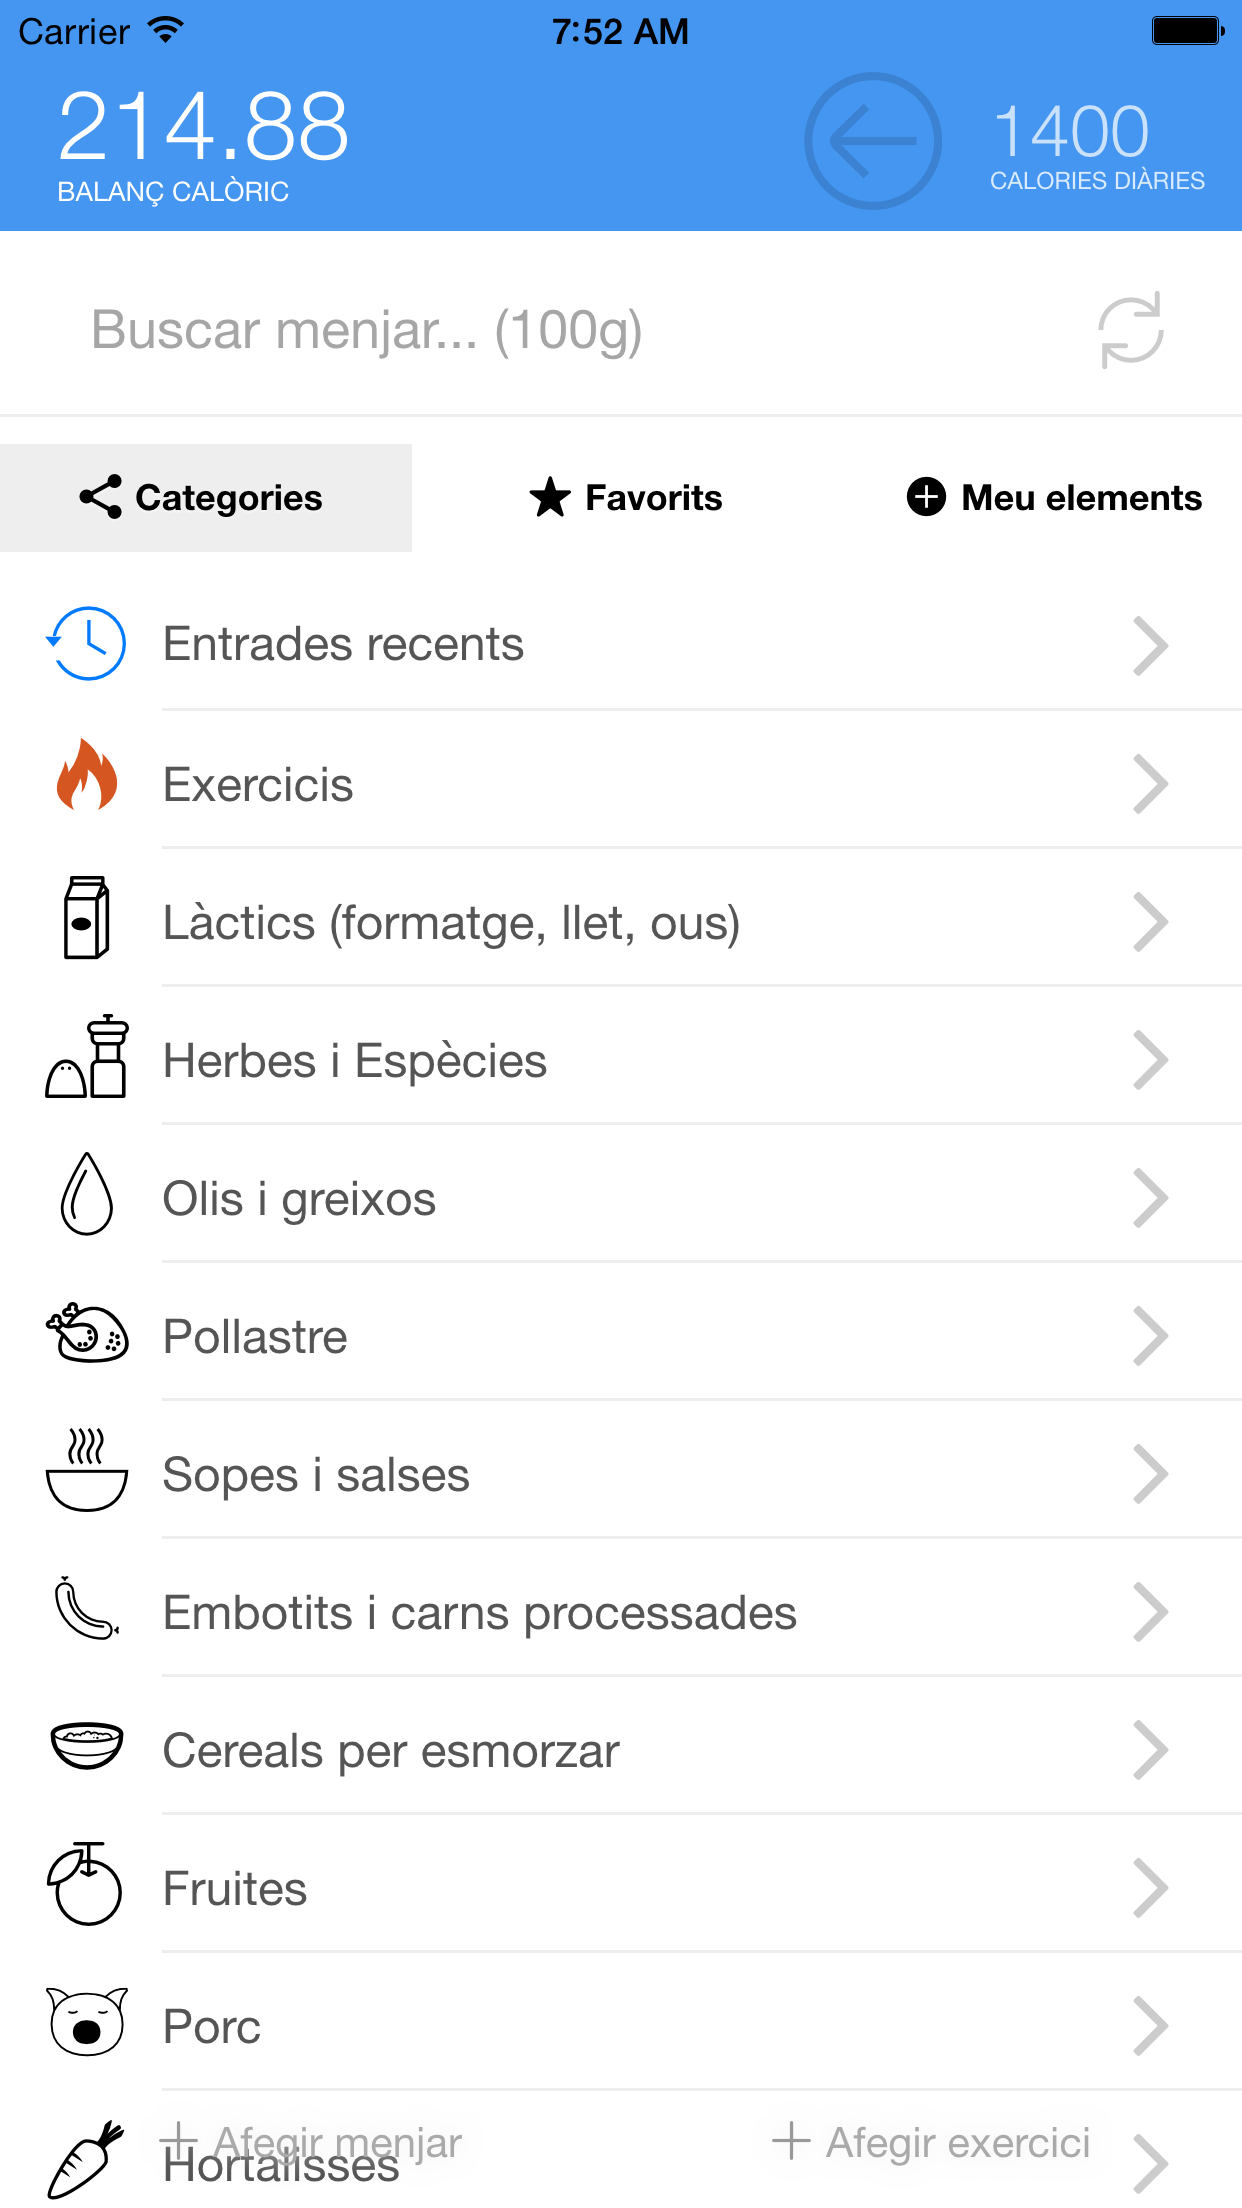 Carrier 7:52 AM
214.88
BALANÇ CALÒRIC
1400
CALORIES DIÀRIES
Buscar menjar... (100g)
Categories
Favorits
Meu elements
Entrades recents
Exercicis
Làctics (formatge, llet, ous)
Herbes i Espècies
Olis i greixos
Pollastre
Sopes i salses
Embotits i carns processades
Cereals per esmorzar
Fruites
Porc
Afegir menjar
Afegir exercici
Hortalisses